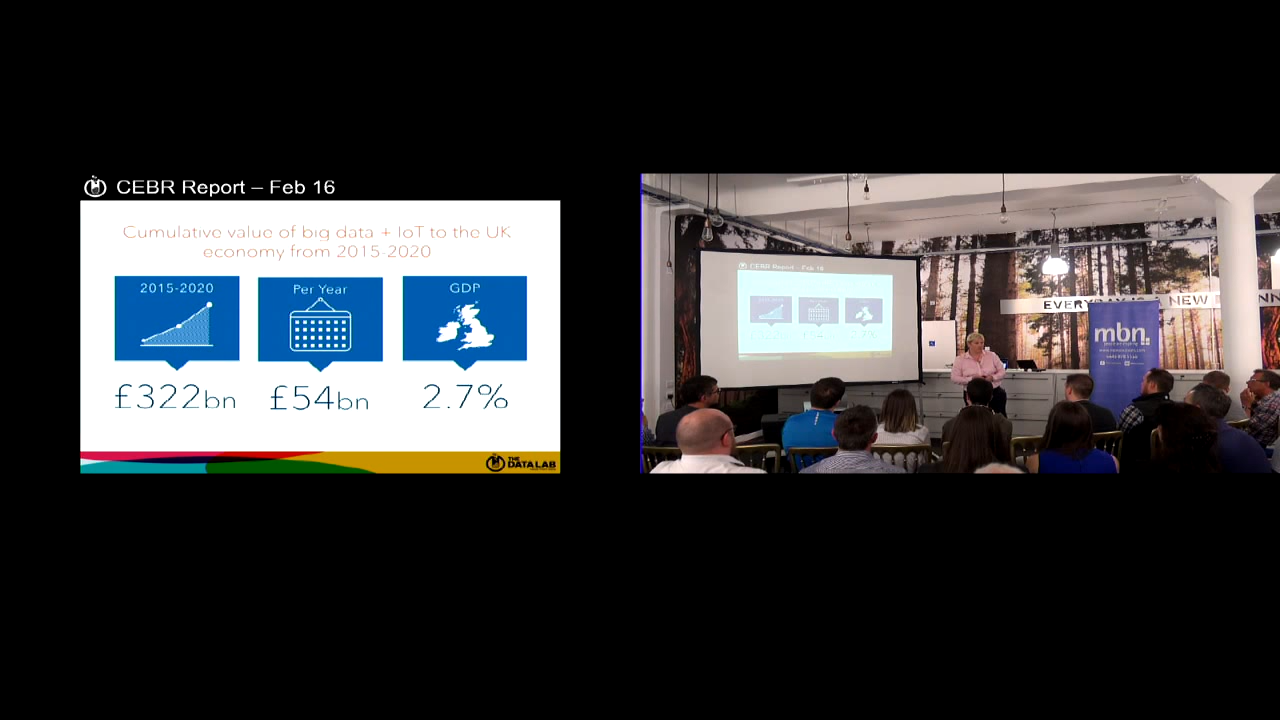 CEBR Report – Feb 16
Cumulative value of big data + IoT to the UK
economy from 2015-2020
2015-2020
Per Year
GDP
£322bn
£54bn
2.7%
THE
DATALAB
CEBR Report – Feb 16
EVERYDAY IS A NEW
mbn